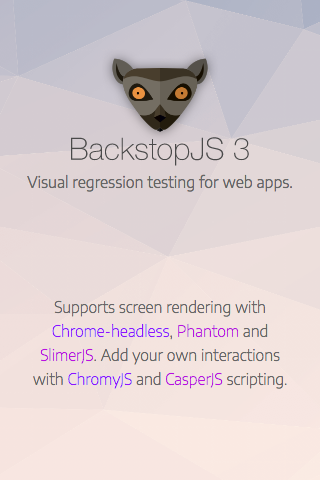 BackstopJS 3
Visual regression testing for web apps.
Supports screen rendering with
Chrome-headless, Phantom and
SlimerJS. Add your own interactions
with ChromyJS and CasperJS scripting.